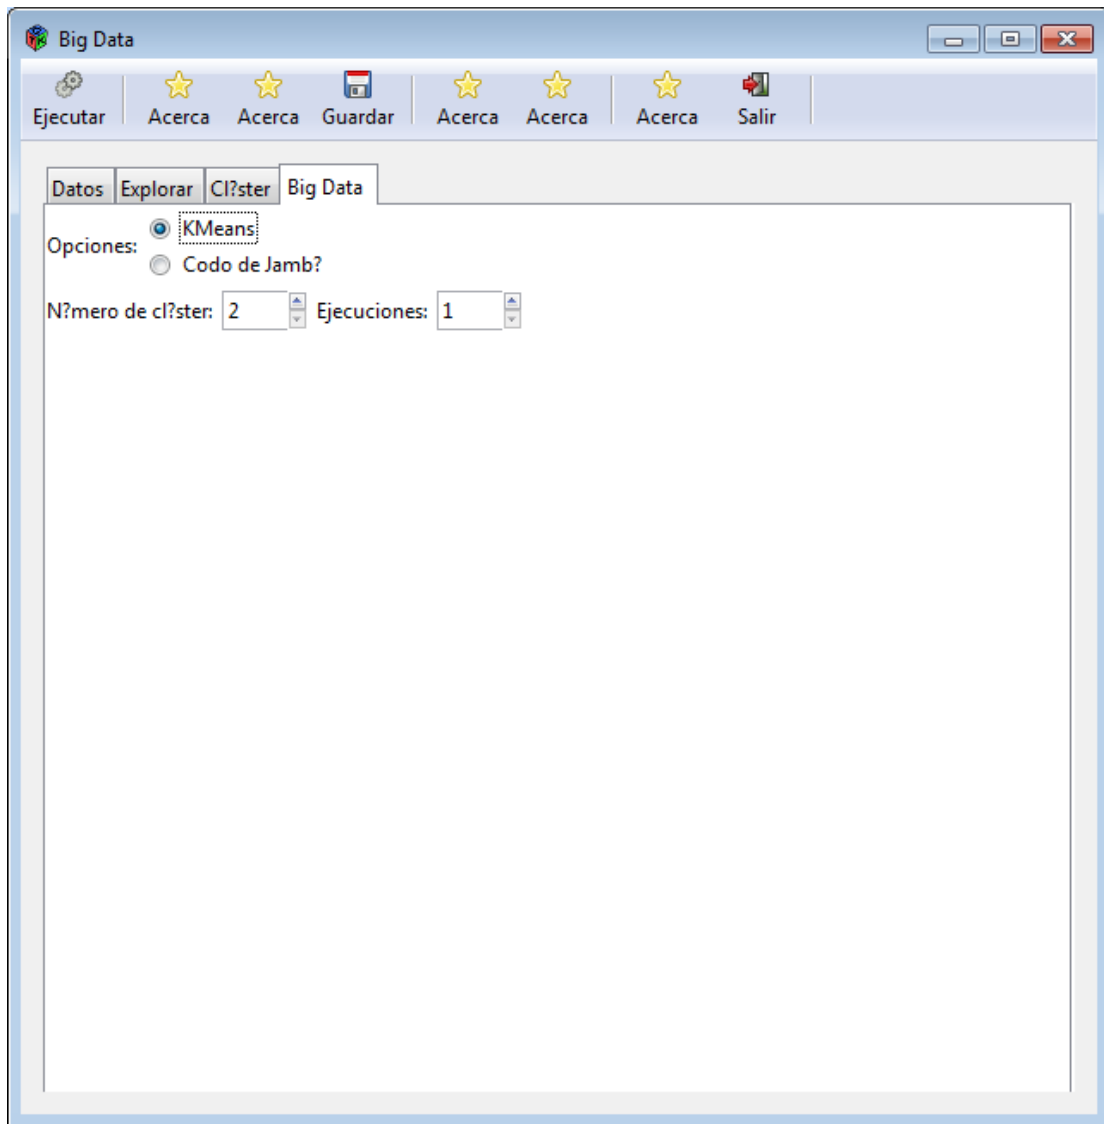 Big Data
Ejecutar Acerca Acerca Guardar Acerca Acerca Acerca Salir
Datos Explorar Cl?ster Big Data
Opciones: KMeans
Codo de Jamb?
N?mero de cl?ster: 2 Ejecuciones: 1